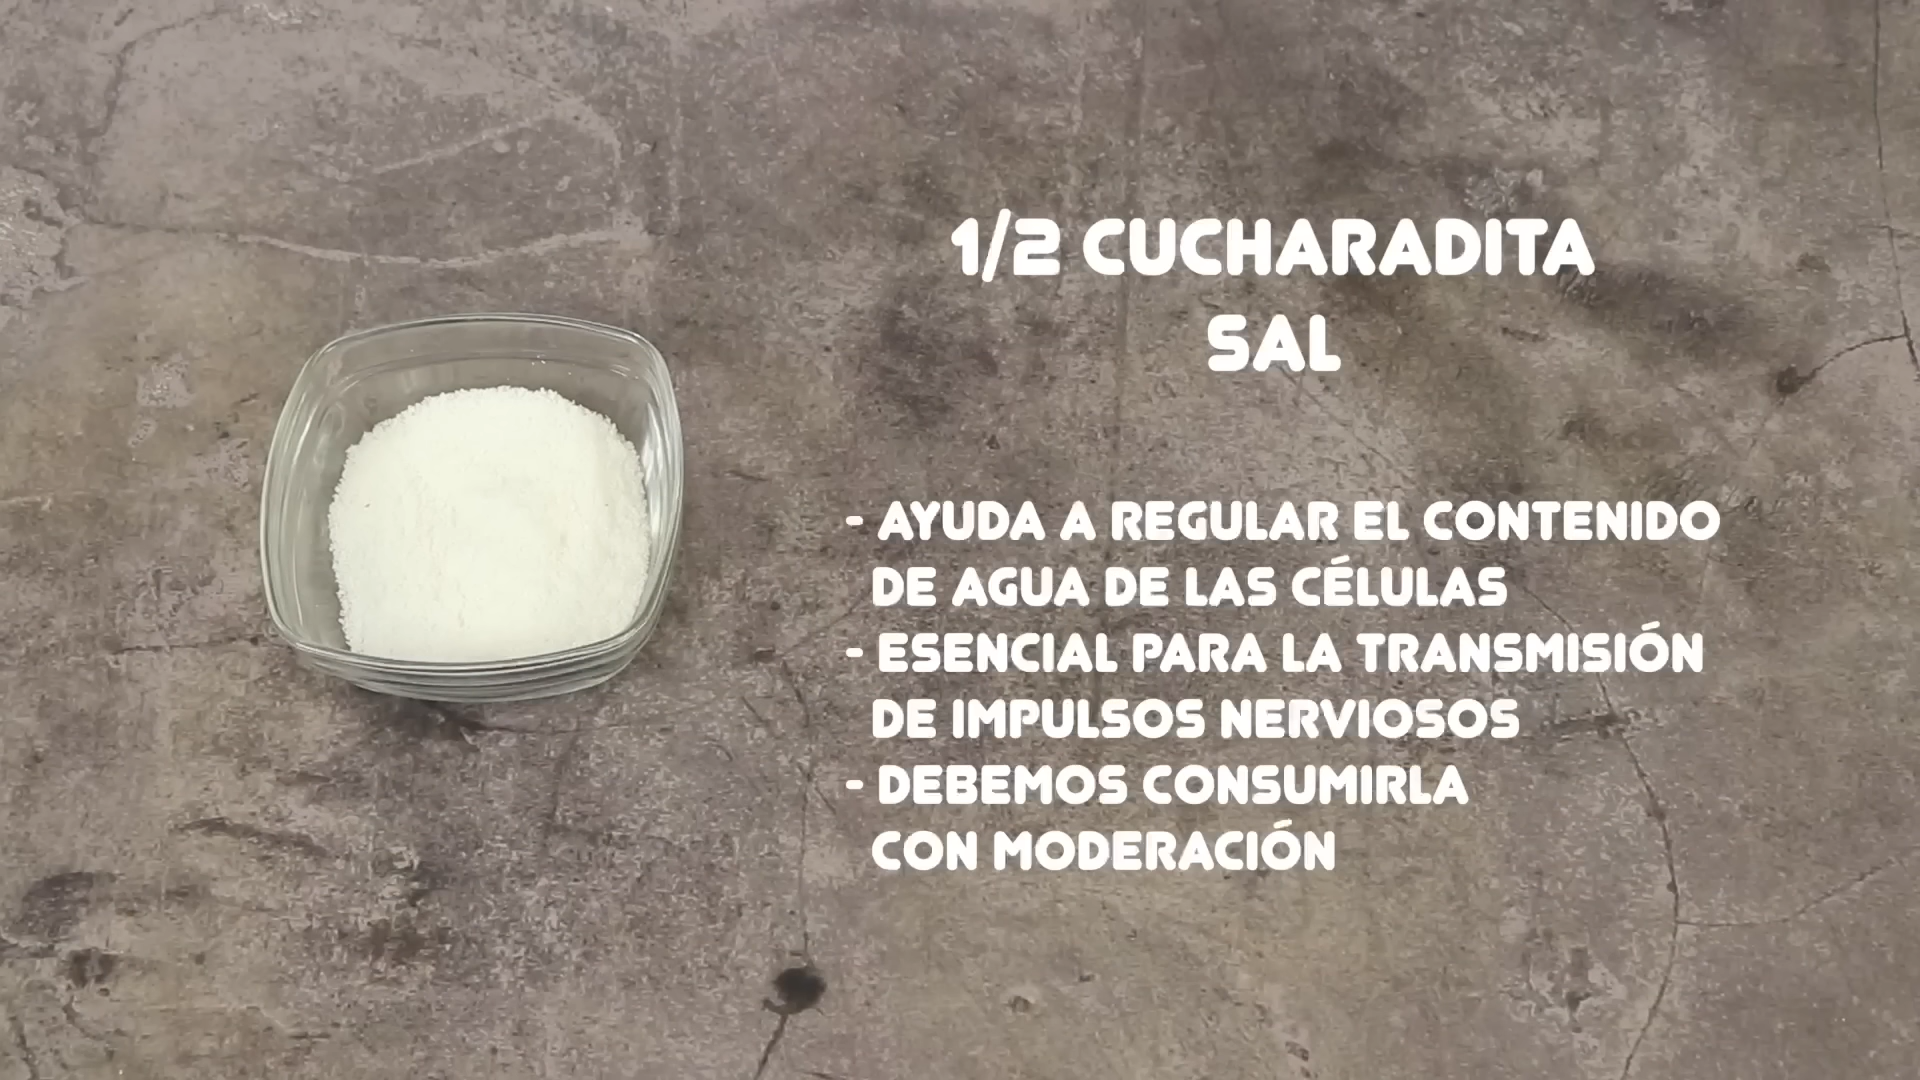 1/2 CUCHARADITA
SAL
- AYUDA A REGULAR EL CONTENIDO
DE AGUA DE LAS CÉLULAS
- ESENCIAL PARA LA TRANSMISIÓN
DE IMPULSOS NERVIOSOS
- DEBEMOS CONSUMIRLA
CON MODERACIÓN